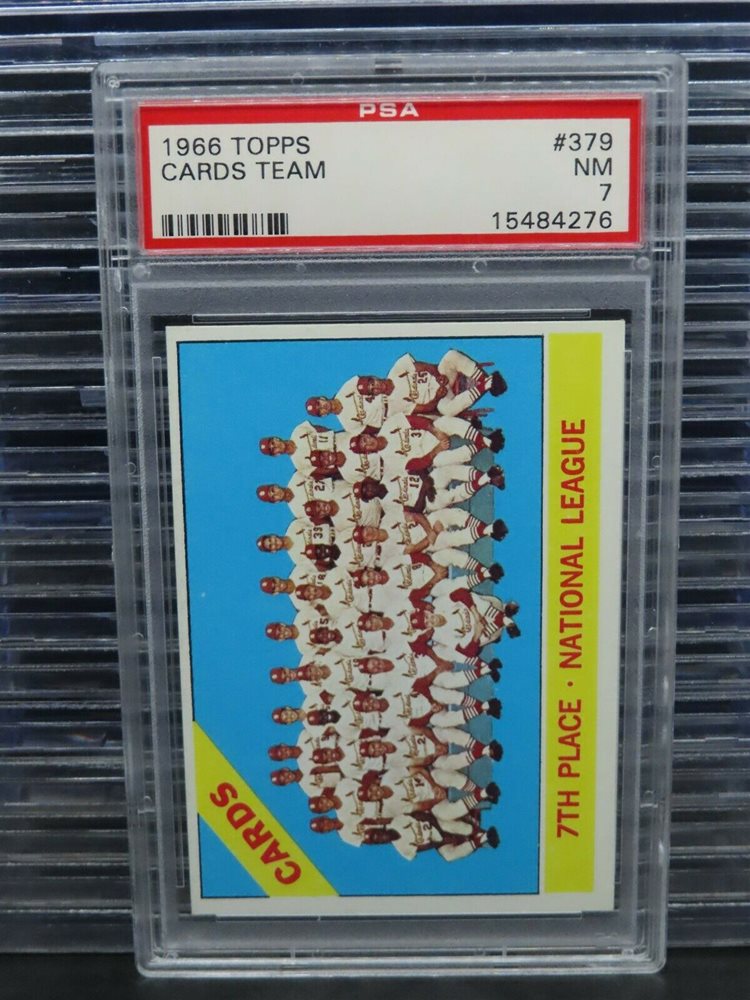 PSA
1966 TOPPS #379
CARDS TEAM NM
7
15484276
CARDS
7TH PLACE · NATIONAL LEAGUE